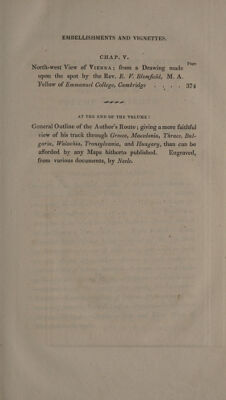 EMBELLISHMENTS AND VIGNETTES.
CHAP. V.
Page
North-west View of VIENNA; from a Drawing made
upon the spot by the Rev. E. V. Blomfield, M. A.
Fellow of Emmanuel College, Cambridge . . . . 374
AT THE END OF THE VOLUME:
General Outline of the Author's Route; giving a more faithful
view of his track through Greece, Macedonia, Thrace, Bul-
garia, Walachia, Transylvania, and Hungary, than can be
afforded by any Maps hitherto published. Engraved,
from various documents, by Neele.